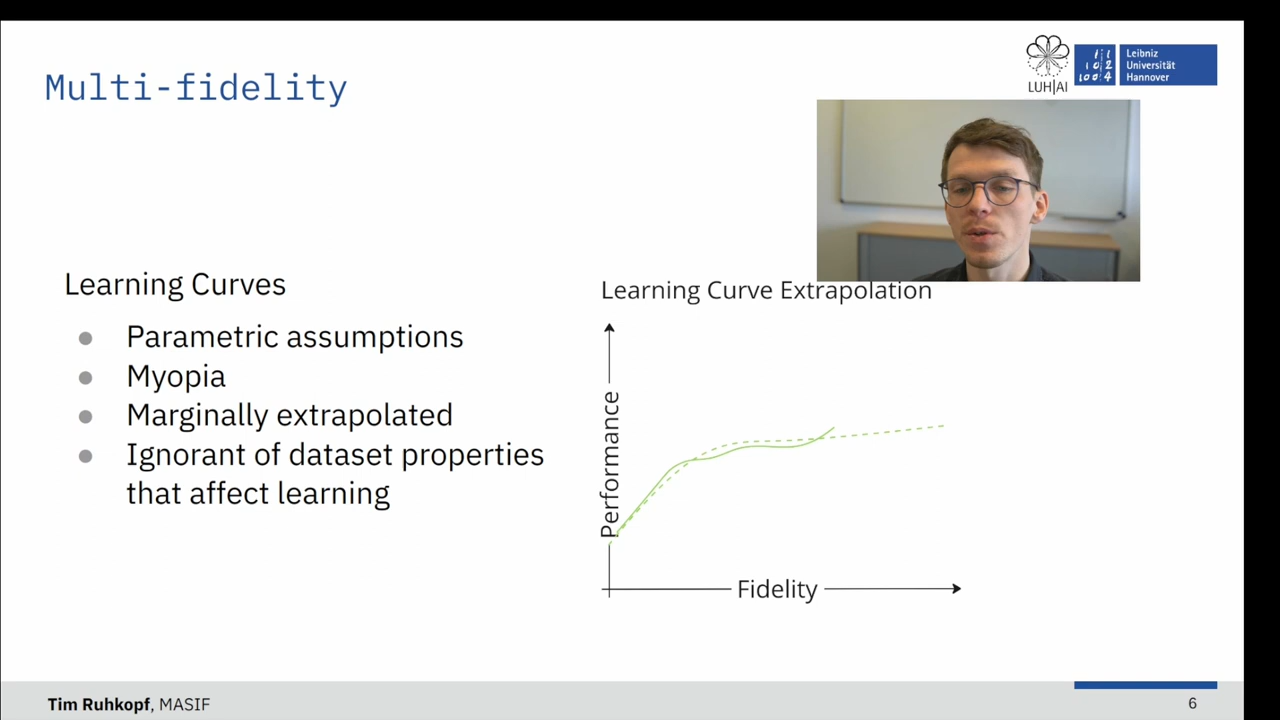 Multi-fidelity
LUH|AI
Leibniz
Universität
Hannover
Learning Curves
Parametric assumptions
Myopia
Marginally extrapolated
Ignorant of dataset properties
that affect learning
Learning Curve Extrapolation
Performance
Fidelity
Tim Ruhkopf, MASIF
6